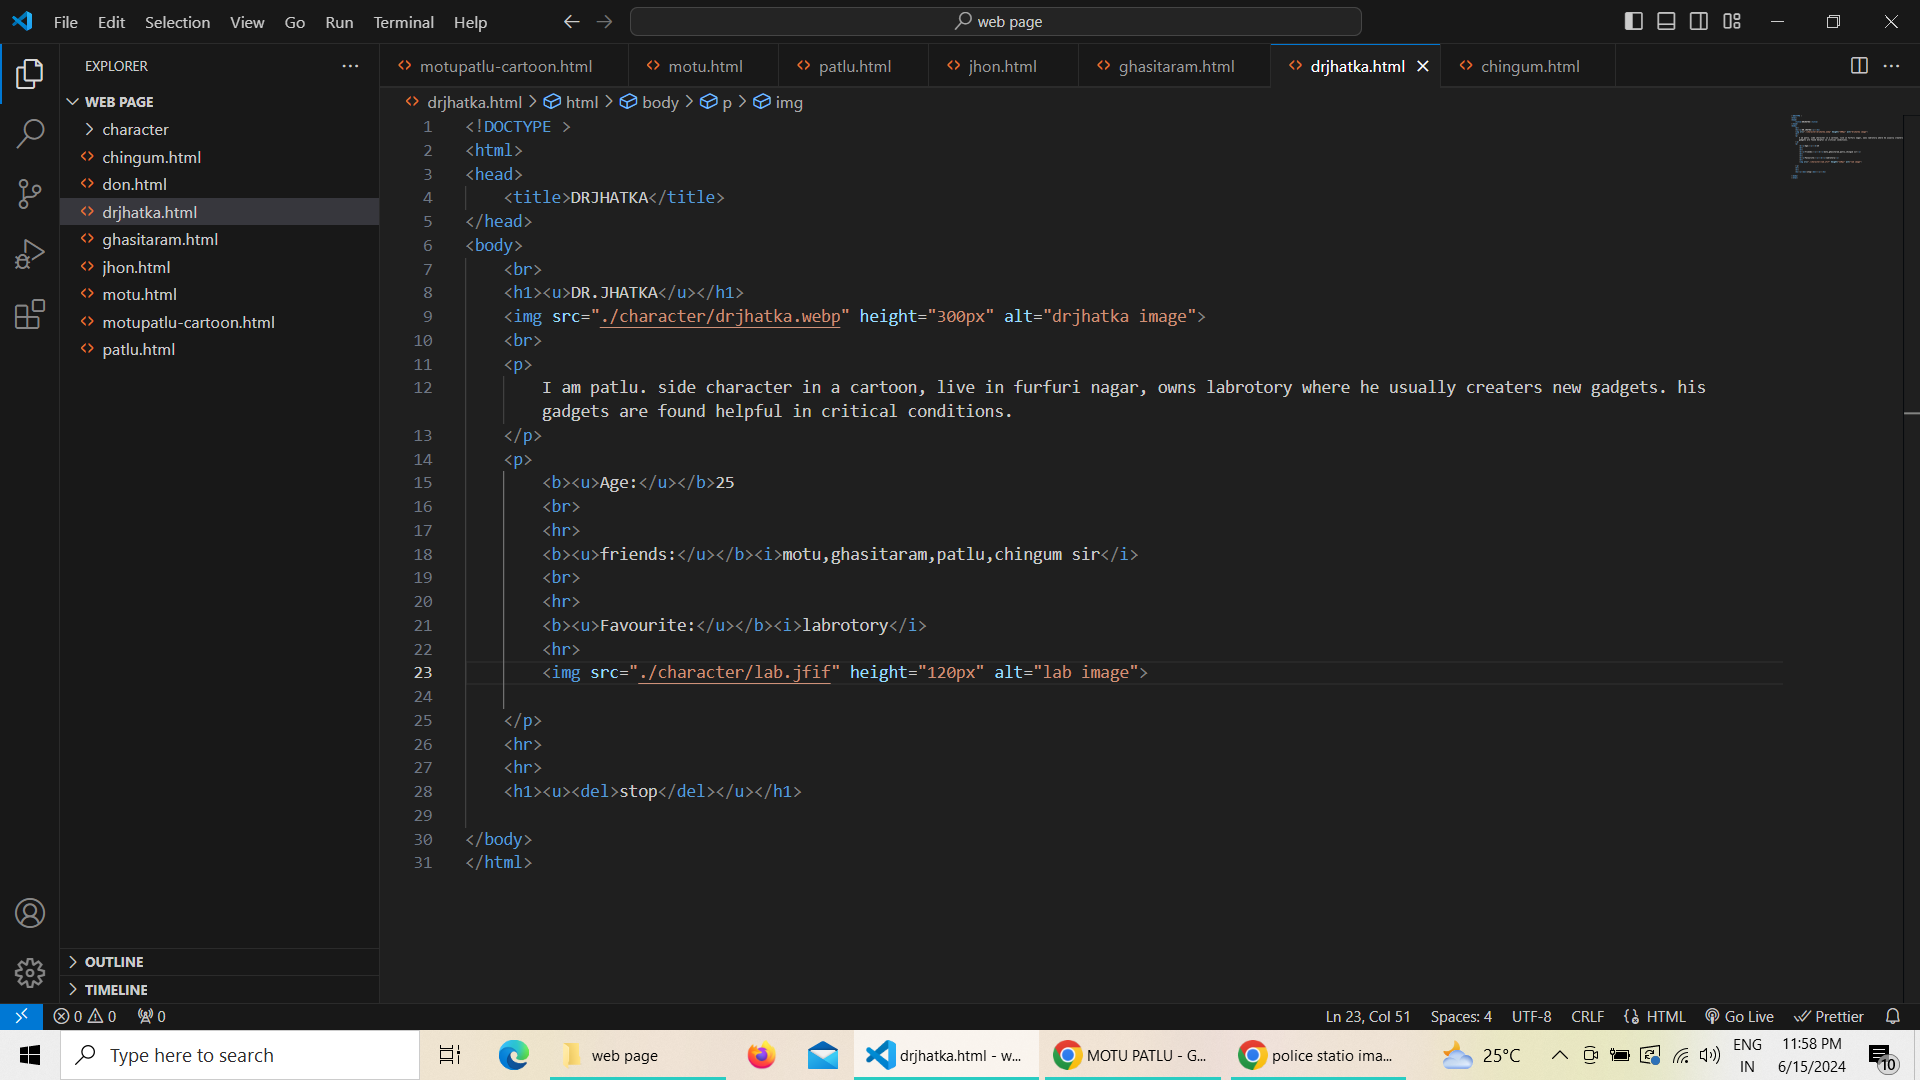 File Edit Selection View Go Run Terminal Help
web page
EXPLORER
WEB PAGE
character
chingum.html
don.html
drjhatka.html
ghasitaram.html
jhon.html
motu.html
motupatlu-cartoon.html
patlu.html
OUTLINE
TIMELINE
motupatlu-cartoon.html motu.html patlu.html jhon.html ghasitaram.html drjhatka.html chingum.html
drjhatka.html > html > body > p > img
1 <!DOCTYPE >
2 <html>
3 <head>
4 <title>DRJHATKA</title>
5 </head>
6 <body>
7 <br>
8 <h1><u>DR.JHATKA</u></h1>
9 <img src="./character/drjhatka.webp" height="300px" alt="drjhatka image">
10 <br>
11 <p>
12 I am patlu. side character in a cartoon, live in furfuri nagar, owns labrotory where he usually creaters new gadgets. his
gadgets are found helpful in critical conditions.
13 </p>
14 <p>
15 <b><u>Age:</u></b>25
16 <br>
17 <hr>
18 <b><u>friends:</u></b><i>motu,ghasitaram,patlu,chingum sir</i>
19 <br>
20 <hr>
21 <b><u>Favourite:</u></b><i>labrotory</i>
22 <hr>
23 <img src="./character/lab.jfif" height="120px" alt="lab image">
24
25 </p>
26 <hr>
27 <hr>
28 <h1><u><del>stop</del></u></h1>
29
30 </body>
31 </html>
0 0 0 Ln 23, Col 51 Spaces: 4 UTF-8 CRLF HTML Go Live Prettier
Type here to search web page drjhatka.html - w... MOTU PATLU - G... police statio ima... 25°C ENG IN 11:58 PM 6/15/2024 10